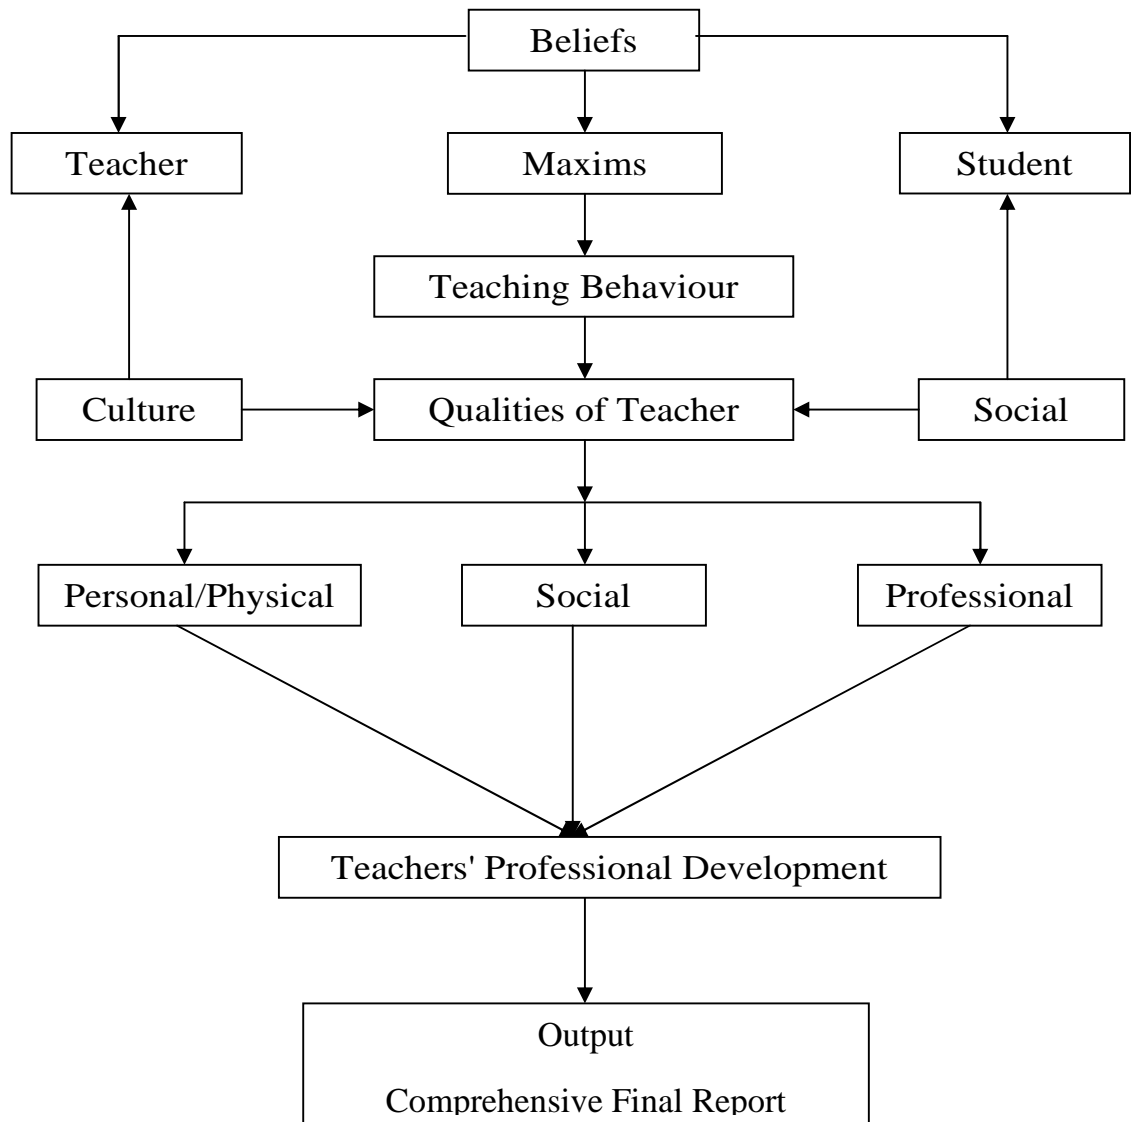 Beliefs
Teacher
Maxims
Student
Teaching Behaviour
Culture
Qualities of Teacher
Social
Personal/Physical
Social
Professional
Teachers' Professional Development
Output
Comprehensive Final Report